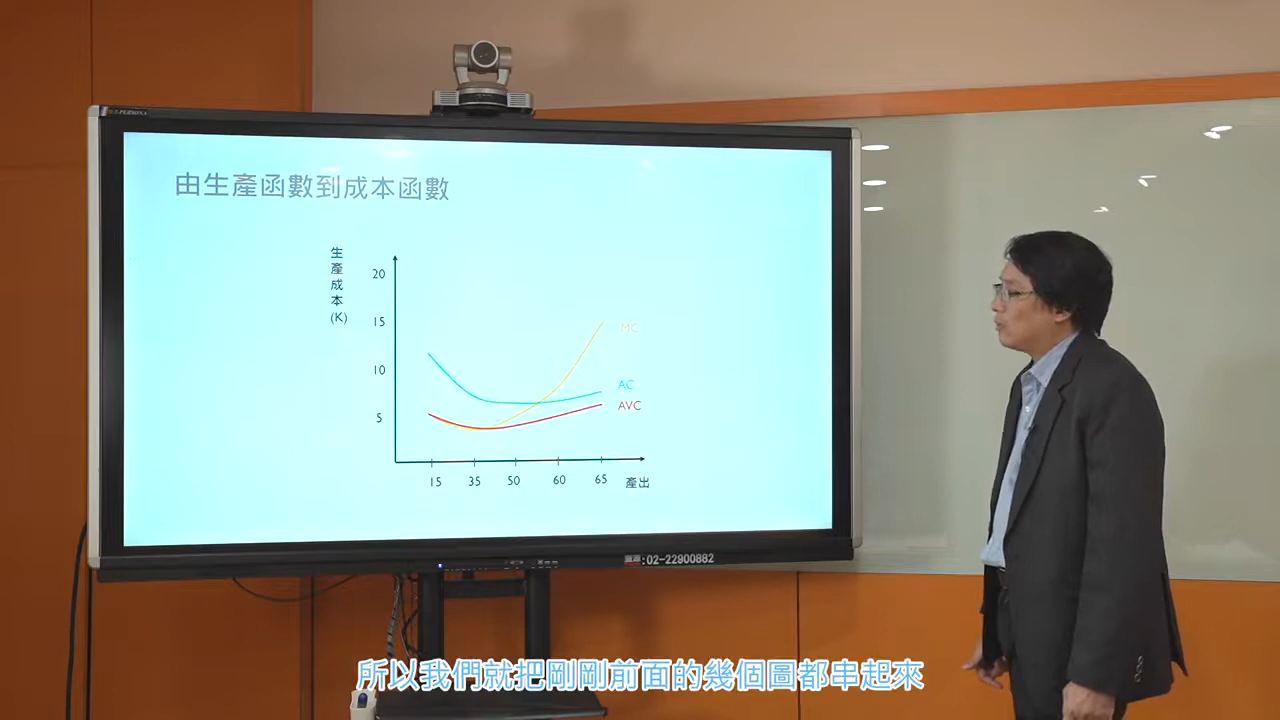 由生產函數到成本函數
生產成本
(K)
20
15
10
5
MC
AC
AVC
15 35 50 60 65 產出
:02-22900882
所以我們就把剛剛前面的幾個圖都串起來